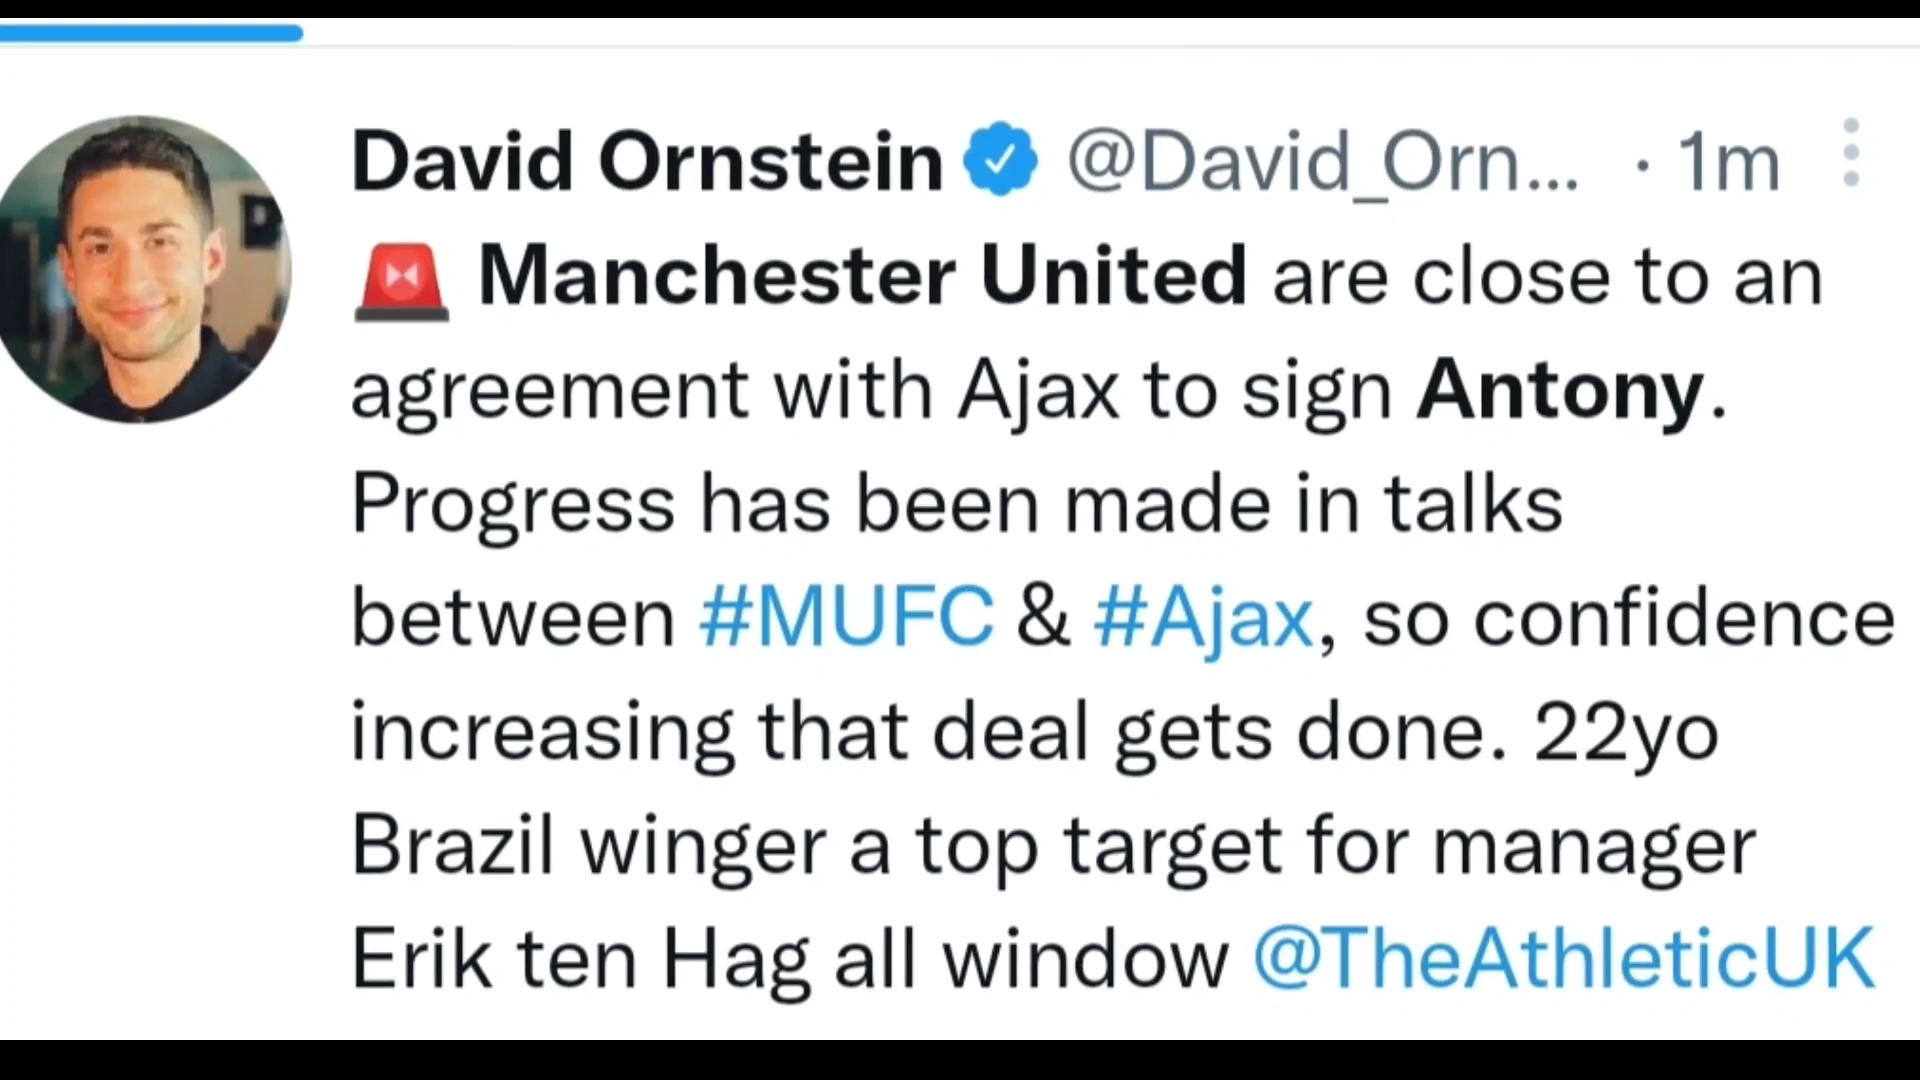 David Ornstein @David_Orn... · 1m
🚨 Manchester United are close to an
agreement with Ajax to sign Antony.
Progress has been made in talks
between #MUFC & #Ajax, so confidence
increasing that deal gets done. 22yo
Brazil winger a top target for manager
Erik ten Hag all window @TheAthleticUK